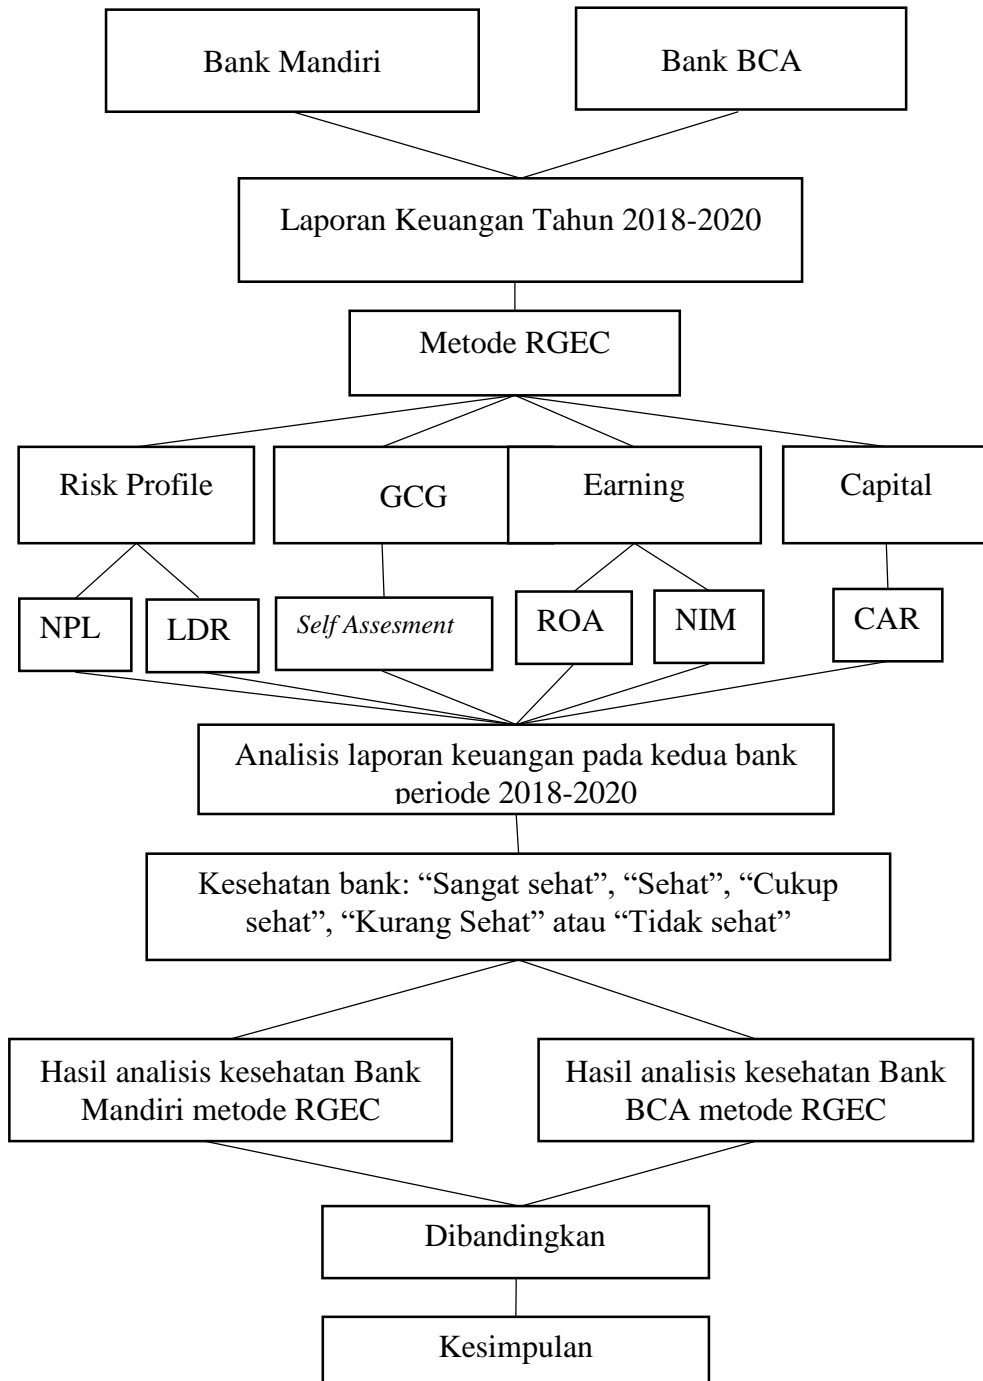 Bank Mandiri
Bank BCA
Laporan Keuangan Tahun 2018-2020
Metode RGEC
Risk Profile
GCG
Earning
Capital
NPL
LDR
Self Assesment
ROA
NIM
CAR
Analisis laporan keuangan pada kedua bank
periode 2018-2020
Kesehatan bank: “Sangat sehat”, “Sehat”, “Cukup
sehat”, “Kurang Sehat” atau “Tidak sehat”
Hasil analisis kesehatan Bank
Mandiri metode RGEC
Hasil analisis kesehatan Bank
BCA metode RGEC
Dibandingkan
Kesimpulan